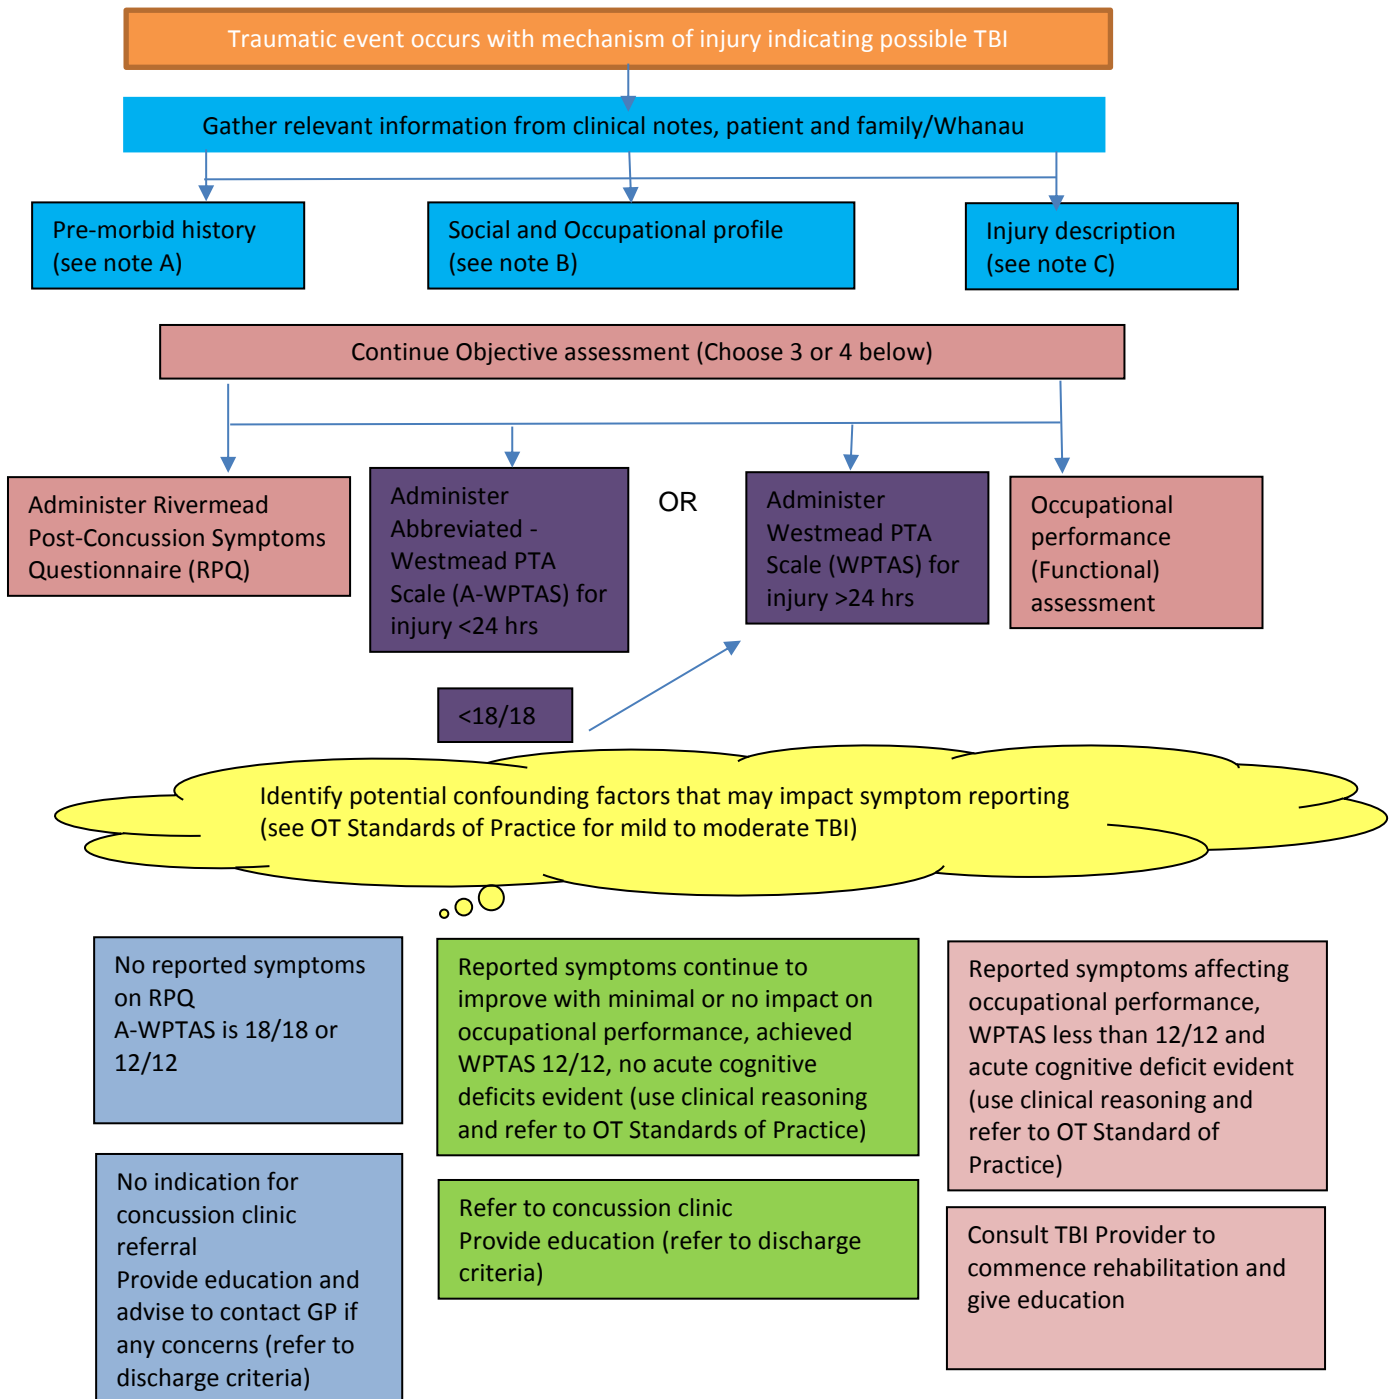 Traumatic event occurs with mechanism of injury indicating possible TBI
Gather relevant information from clinical notes, patient and family/Whanau
Pre-morbid history
(see note A)
Social and Occupational profile
(see note B)
Injury description
(see note C)
Continue Objective assessment (Choose 3 or 4 below)
Administer Rivermead
Post-Concussion Symptoms
Questionnaire (RPQ)
Administer
Abbreviated -
Westmead PTA
Scale (A-WPTAS) for
injury <24 hrs
OR
Administer
Westmead PTA
Scale (WPTAS) for
injury >24 hrs
Occupational
performance
(Functional)
assessment
<18/18
Identify potential confounding factors that may impact symptom reporting
(see OT Standards of Practice for mild to moderate TBI)
No reported symptoms
on RPQ
A-WPTAS is 18/18 or
12/12
Reported symptoms continue to
improve with minimal or no impact on
occupational performance, achieved
WPTAS 12/12, no acute cognitive
deficits evident (use clinical reasoning
and refer to OT Standards of Practice)
Reported symptoms affecting
occupational performance,
WPTAS less than 12/12 and
acute cognitive deficit evident
(use clinical reasoning and
refer to OT Standard of
Practice)
No indication for
concussion clinic
referral
Provide education and
advise to contact GP if
any concerns (refer to
discharge criteria)
Refer to concussion clinic
Provide education (refer to discharge
criteria)
Consult TBI Provider to
commence rehabilitation and
give education